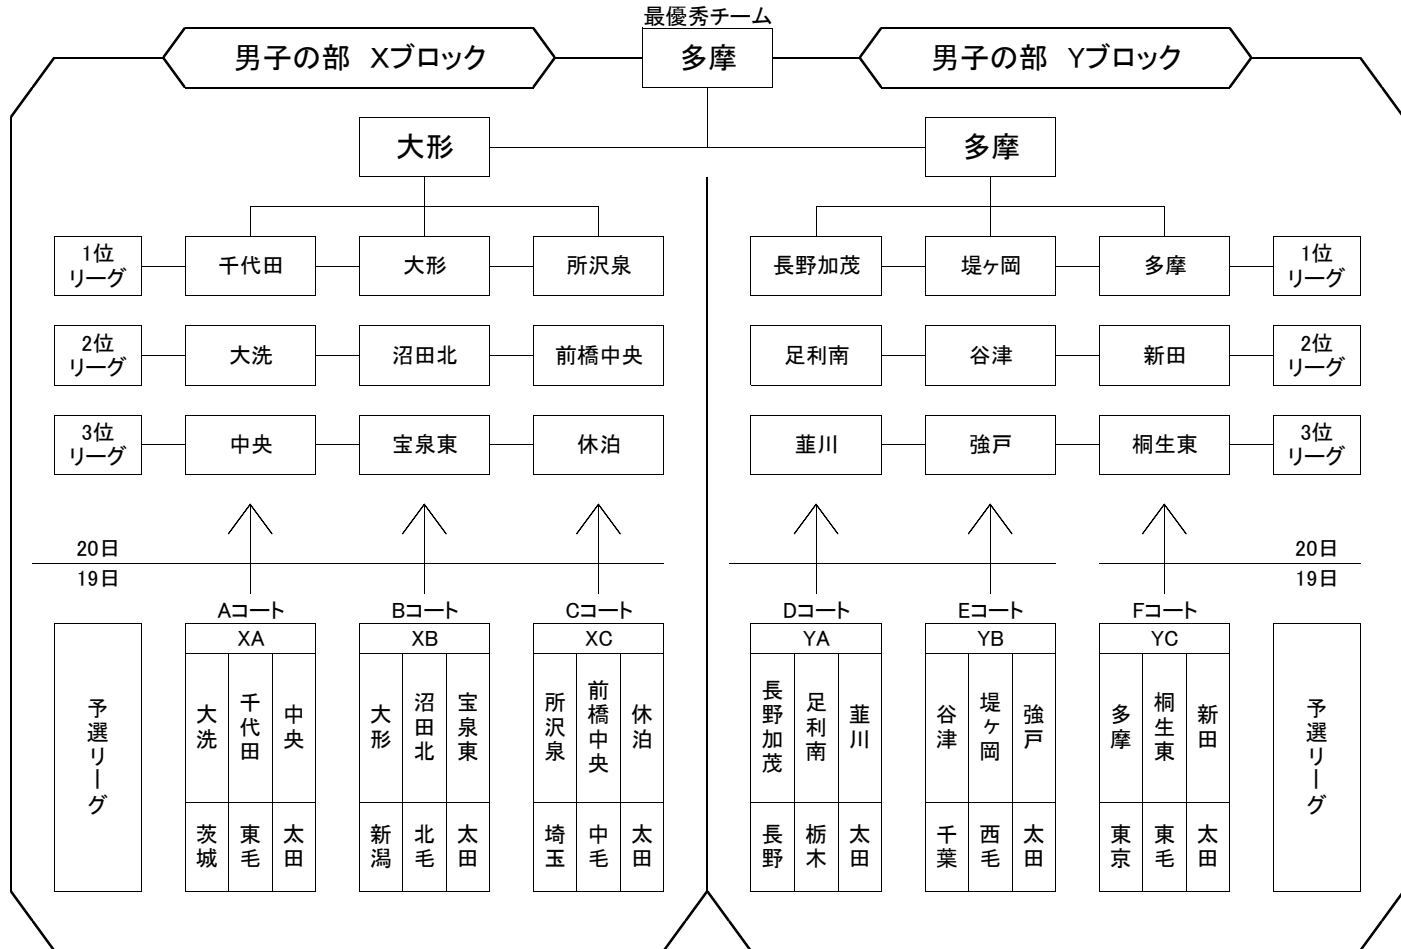 最優秀チーム
男子の部 Xブロック
多摩
男子の部 Yブロック
大形
多摩
1位
リーグ
千代田
大形
所沢泉
長野加茂
堤ヶ岡
多摩
1位
リーグ
2位
リーグ
大洗
沼田北
前橋中央
足利南
谷津
新田
2位
リーグ
3位
リーグ
中央
宝泉東
休泊
韮川
強戸
桐生東
3位
リーグ
20日
19日
20日
19日
Aコート
Bコート
Cコート
Dコート
Eコート
Fコート
XA
XB
XC
YA
YB
YC
予選リーグ
大洗
千代田
中央
大形
沼田北
宝泉東
所沢泉
前橋中央
休泊
長野加茂
足利南
韮川
谷津
堤ヶ岡
強戸
多摩
桐生東
新田
予選リーグ
茨城
東毛
太田
新潟
北毛
太田
埼玉
中毛
太田
長野
栃木
太田
千葉
西毛
太田
東京
東毛
太田